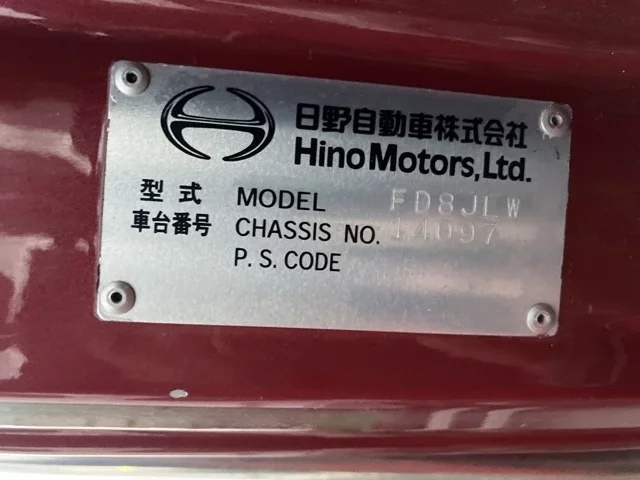 日野自動車株式会社
Hino Motors, Ltd.
型式 MODEL FD8JLW
車台番号 CHASSIS NO. 14097
P. S. CODE